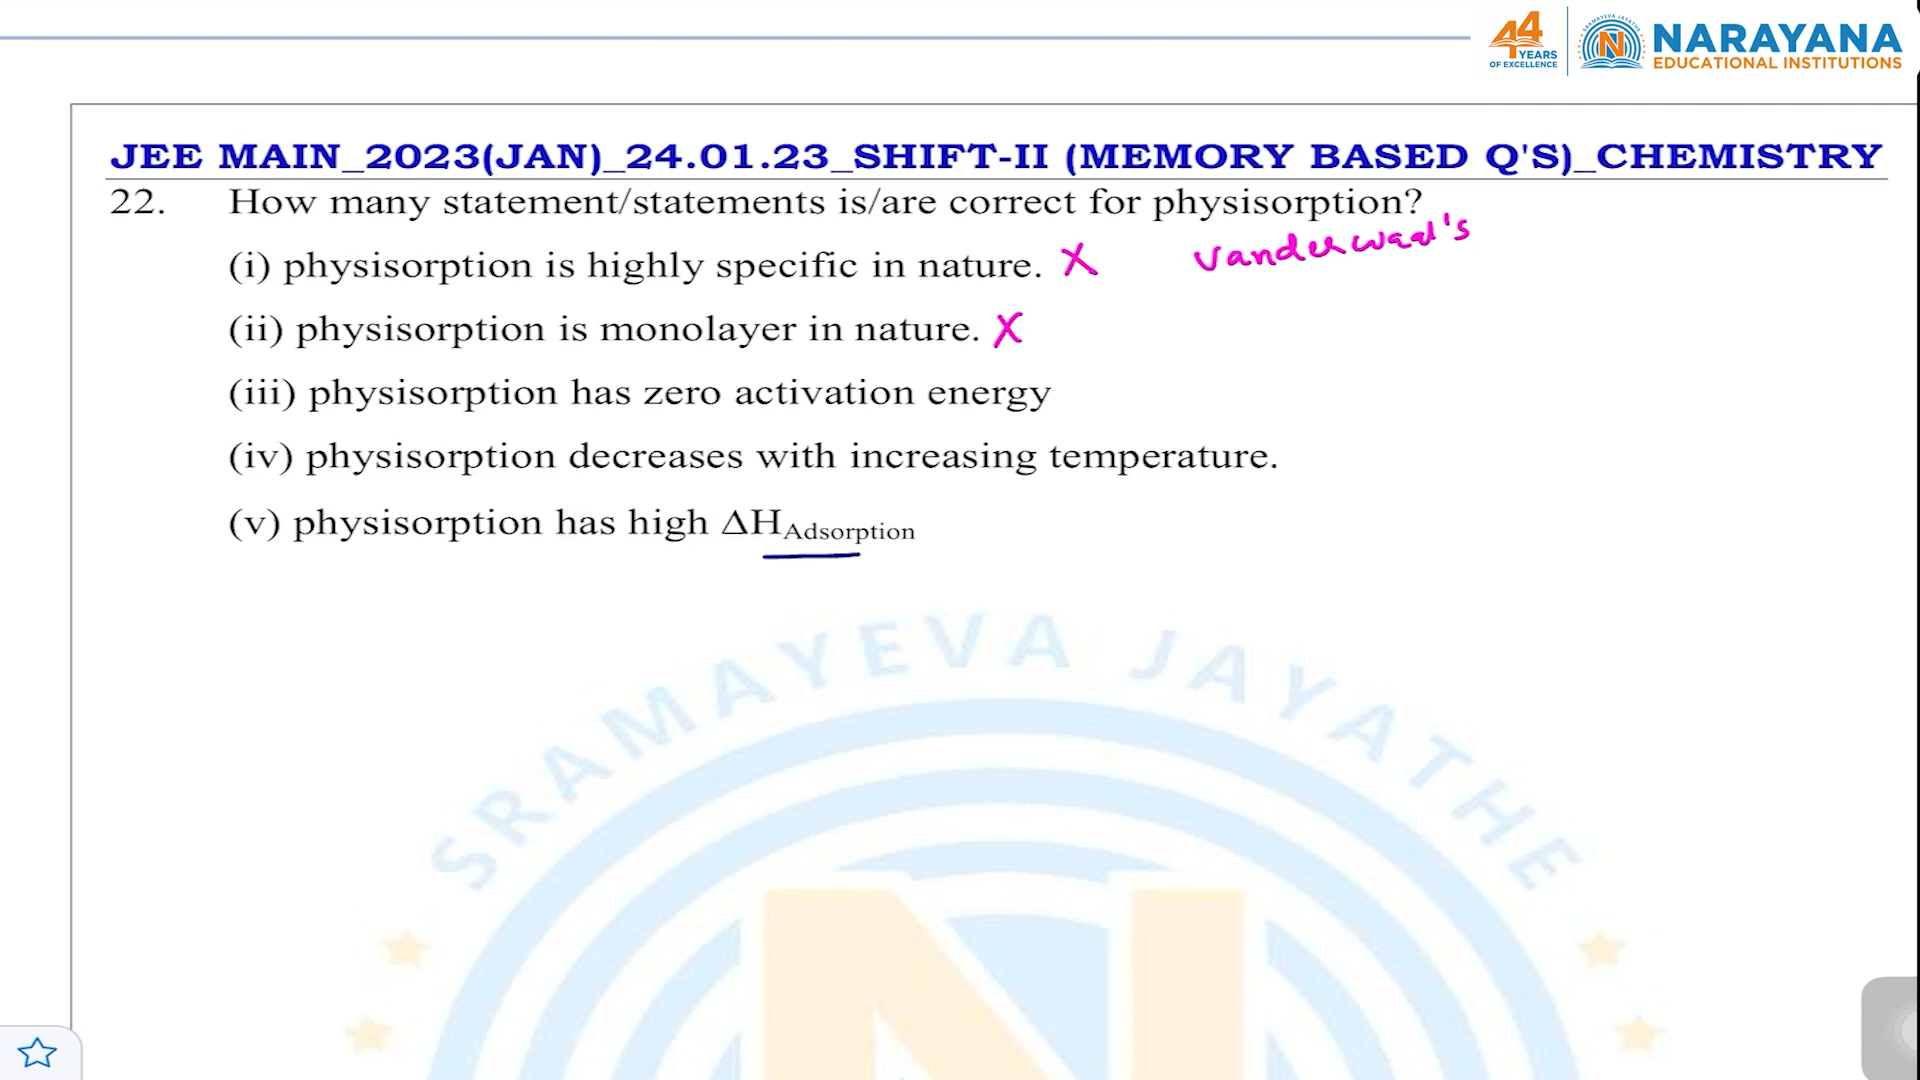 44
YEARS
OF EXCELLENCE
SRAMAYEVA JAYATHE
N
NARAYANA
EDUCATIONAL INSTITUTIONS
JEE MAIN_2023(JAN)_24.01.23_SHIFT-II (MEMORY BASED Q'S)_CHEMISTRY
22. How many statement/statements is/are correct for physisorption?
vanderwaal's
(i) physisorption is highly specific in nature. X
(ii) physisorption is monolayer in nature. X
(iii) physisorption has zero activation energy
(iv) physisorption decreases with increasing temperature.
(v) physisorption has high ΔH_Adsorption
SRAMAYEVA JAYATHE
N